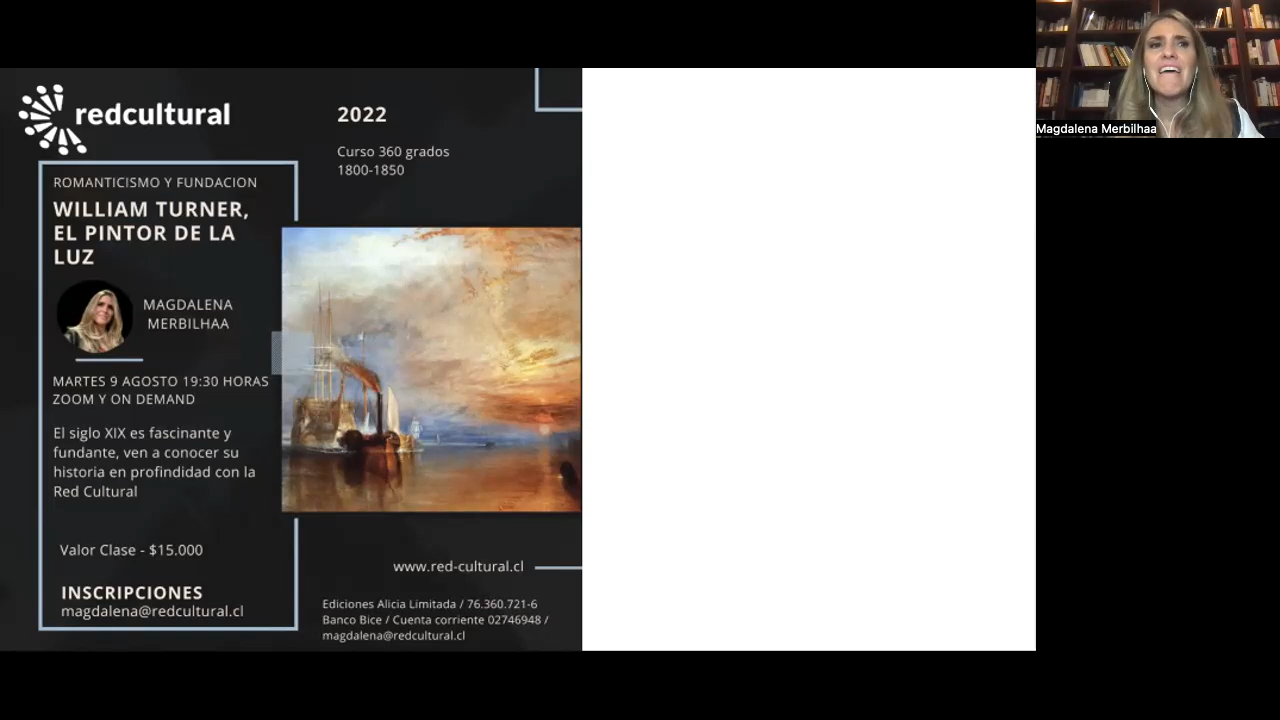 redcultural
2022
Curso 360 grados
1800-1850
ROMANTICISMO Y FUNDACION
WILLIAM TURNER,
EL PINTOR DE LA
LUZ
MAGDALENA
MERBILHAA
MARTES 9 AGOSTO 19:30 HORAS
ZOOM Y ON DEMAND
El siglo XIX es fascinante y
fundante, ven a conocer su
historia en profindidad con la
Red Cultural
Valor Clase - $15.000
INSCRIPCIONES
magdalena@redcultural.cl
www.red-cultural.cl
Ediciones Alicia Limitada / 76.360.721-6
Banco Bice / Cuenta corriente 02746948 /
magdalena@redcultural.cl
Magdalena Merbilhaa